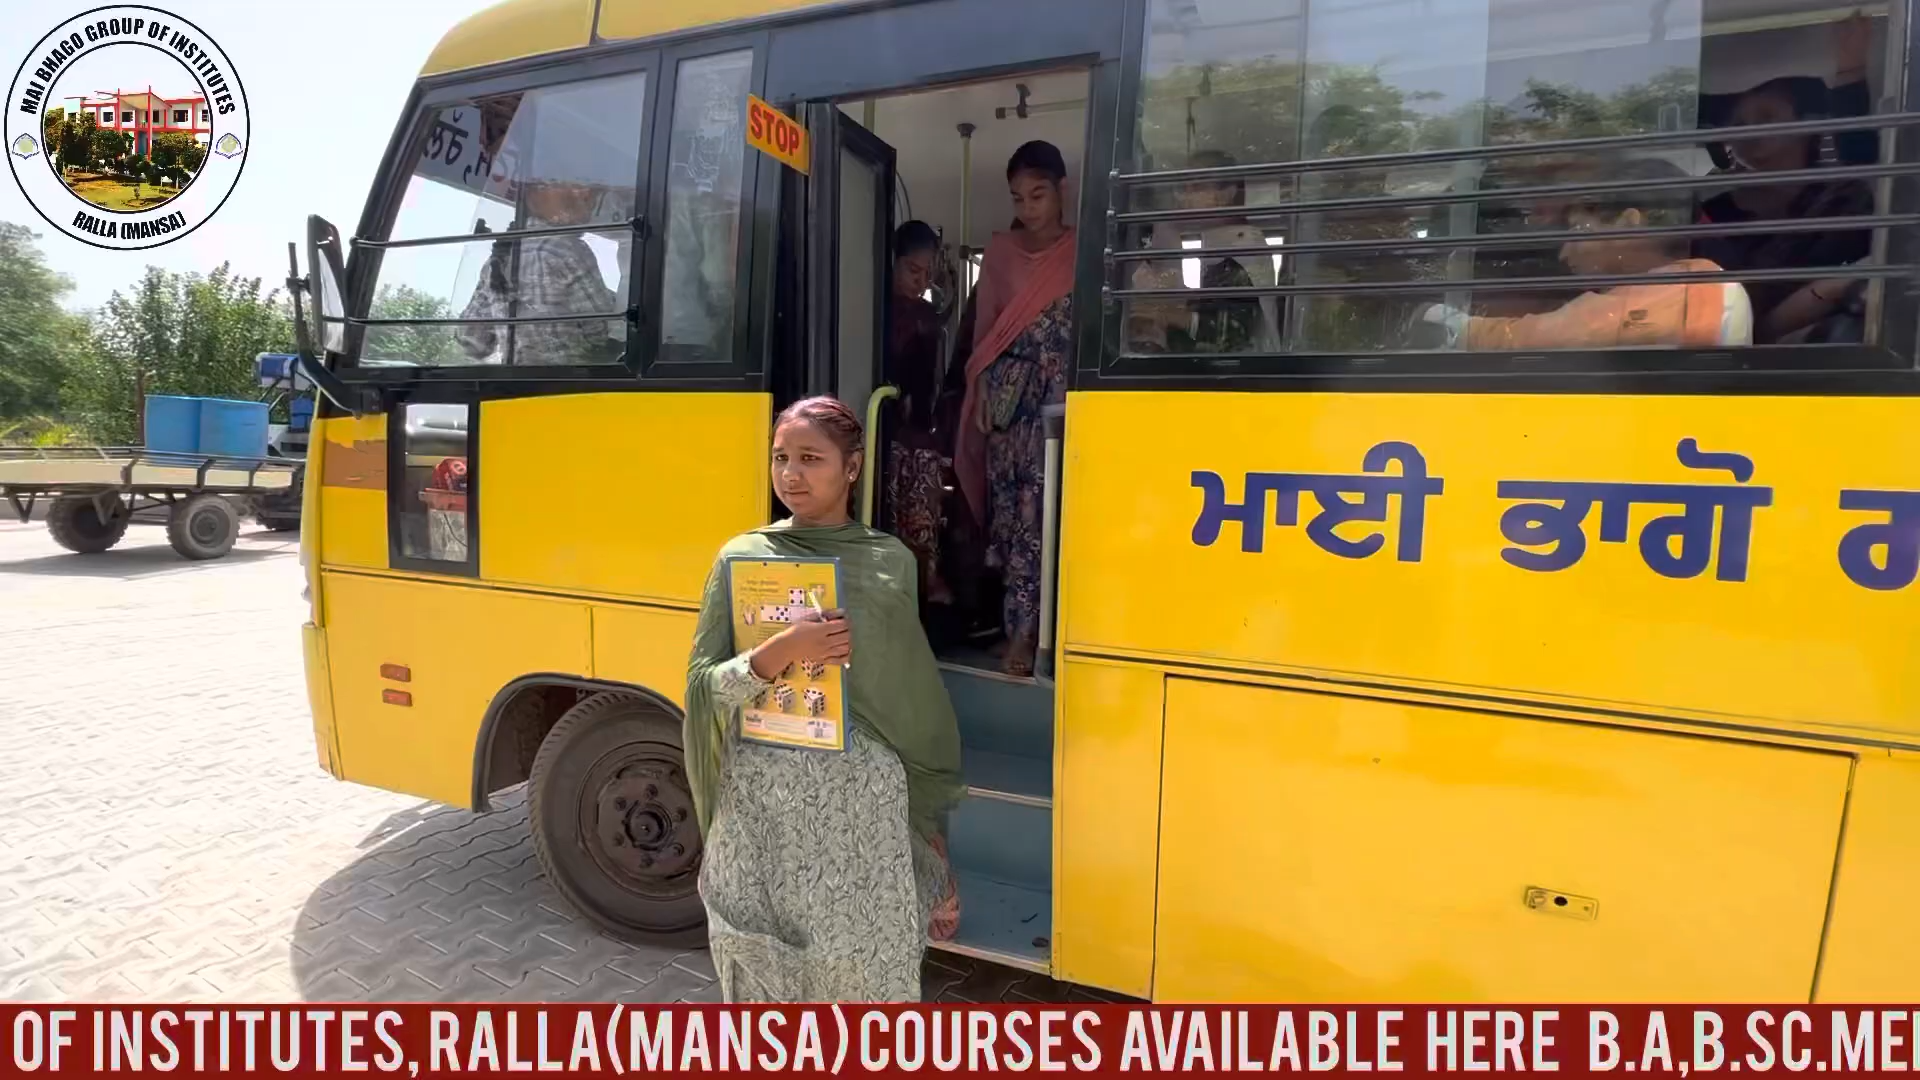 MAI BHAGO GROUP OF INSTITUTES
RALLA (MANSA)
STOP
ਮਾਈ ਭਾਗੋ
OF INSTITUTES, RALLA(MANSA) COURSES AVAILABLE HERE B.A,B.SC.ME